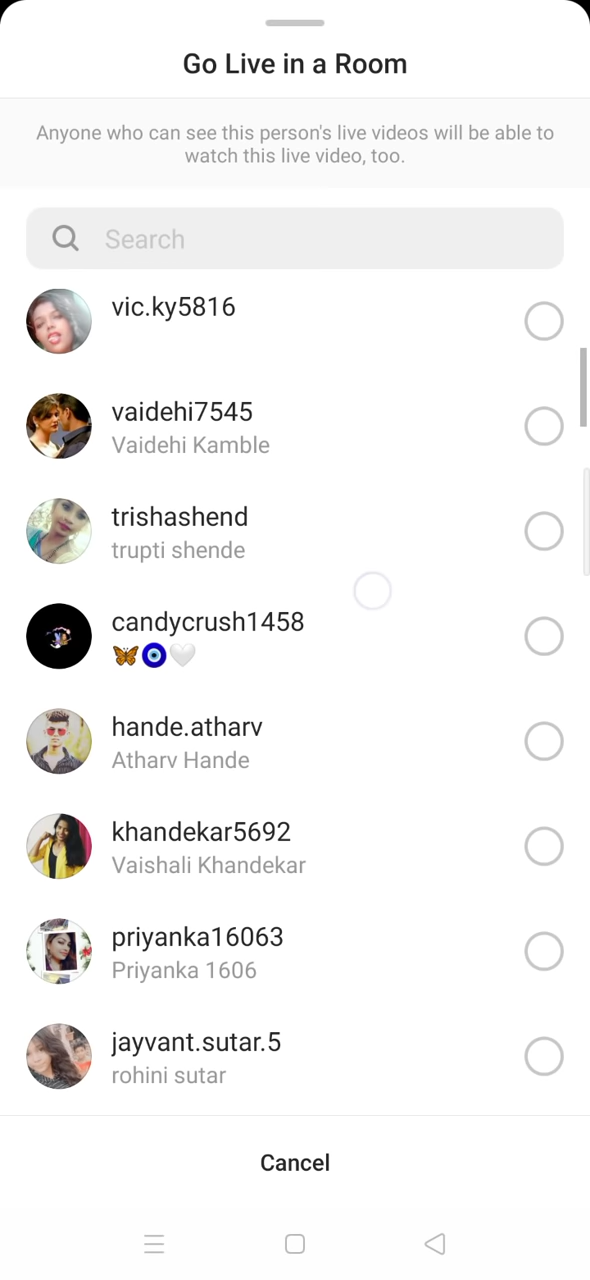 Go Live in a Room
Anyone who can see this person's live videos will be able to
watch this live video, too.
Search
vic.ky5816
vaidehi7545
Vaidehi Kamble
trishashend
trupti shende
candycrush1458
🦋🧿🤍
hande.atharv
Atharv Hande
khandekar5692
Vaishali Khandekar
priyanka16063
Priyanka 1606
jayvant.sutar.5
rohini sutar
Cancel